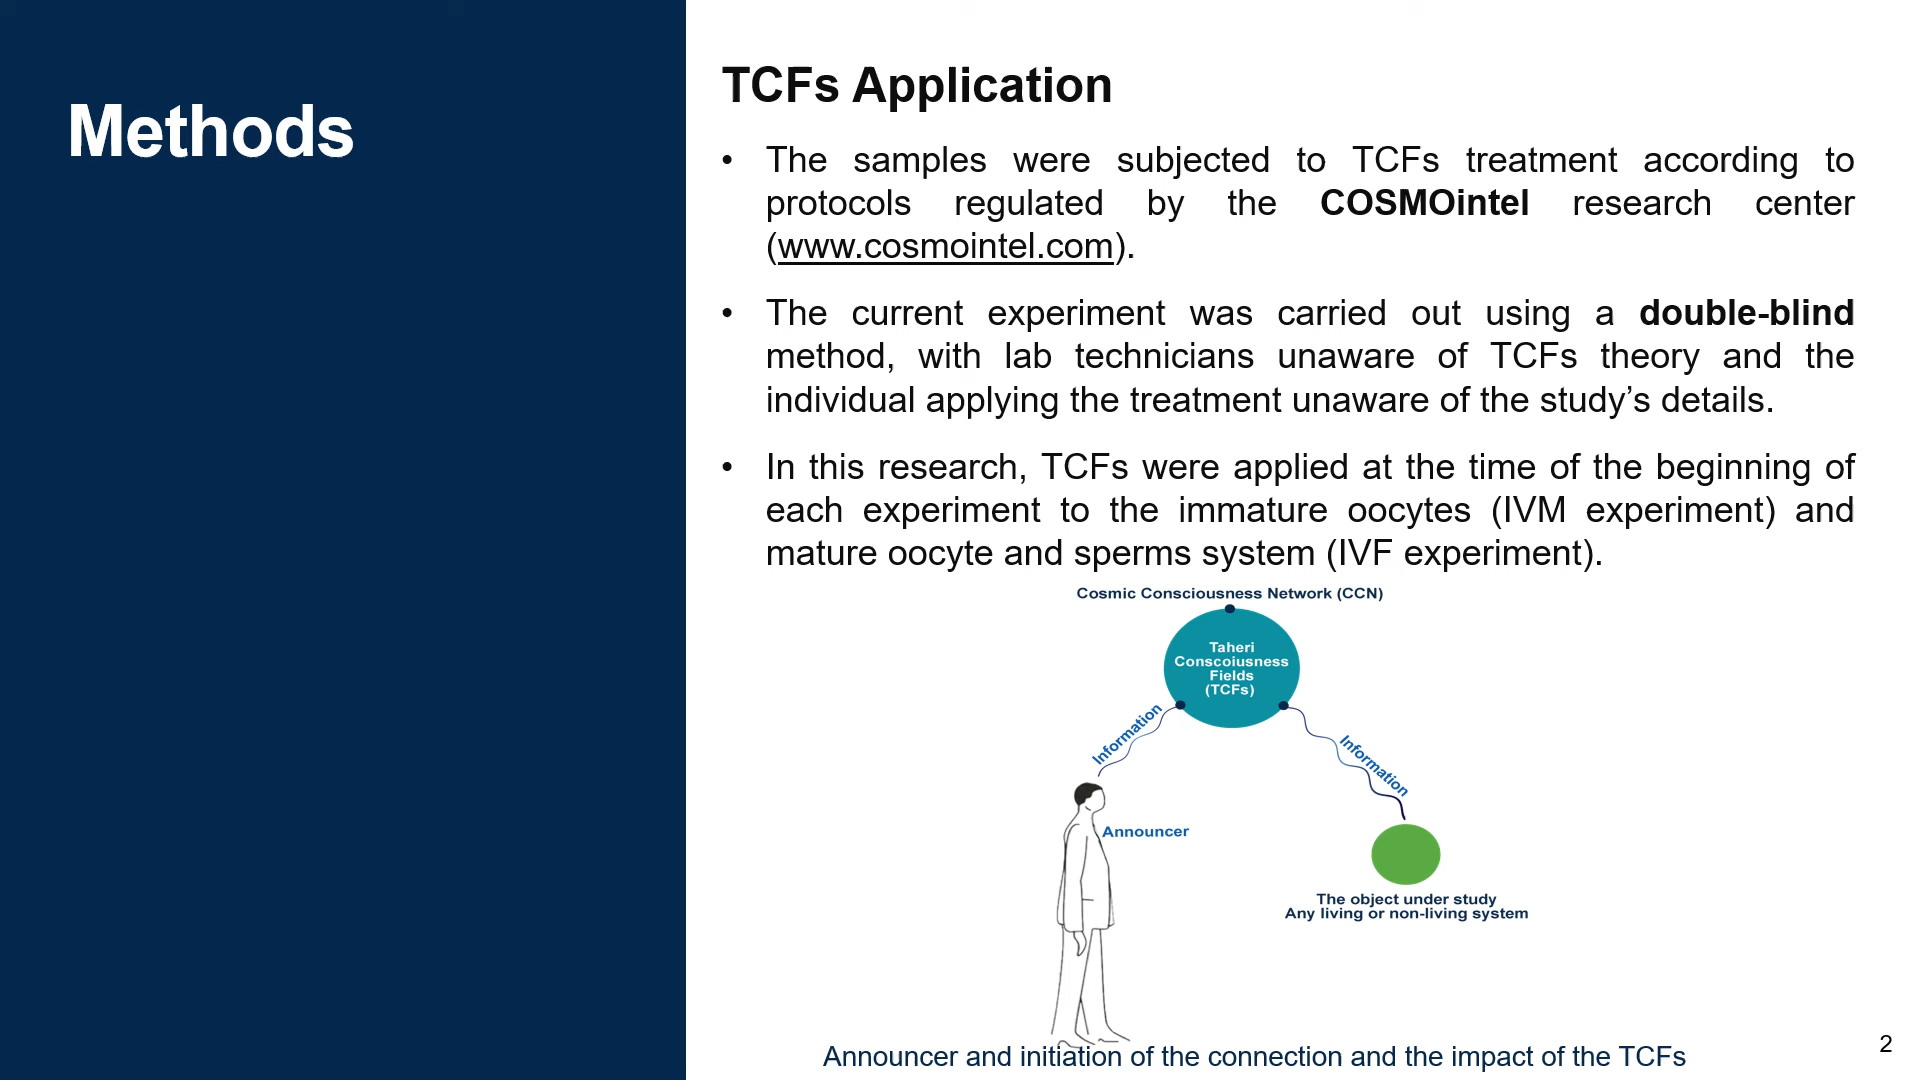 Methods
TCFs Application
• The samples were subjected to TCFs treatment according to
protocols regulated by the COSMOintel research center
(www.cosmointel.com).
• The current experiment was carried out using a double-blind
method, with lab technicians unaware of TCFs theory and the
individual applying the treatment unaware of the study’s details.
• In this research, TCFs were applied at the time of the beginning of
each experiment to the immature oocytes (IVM experiment) and
mature oocyte and sperms system (IVF experiment).
Cosmic Consciousness Network (CCN)
Taheri
Conscoiusness
Fields
(TCFs)
Information
Information
Announcer
The object under study
Any living or non-living system
Announcer and initiation of the connection and the impact of the TCFs
2